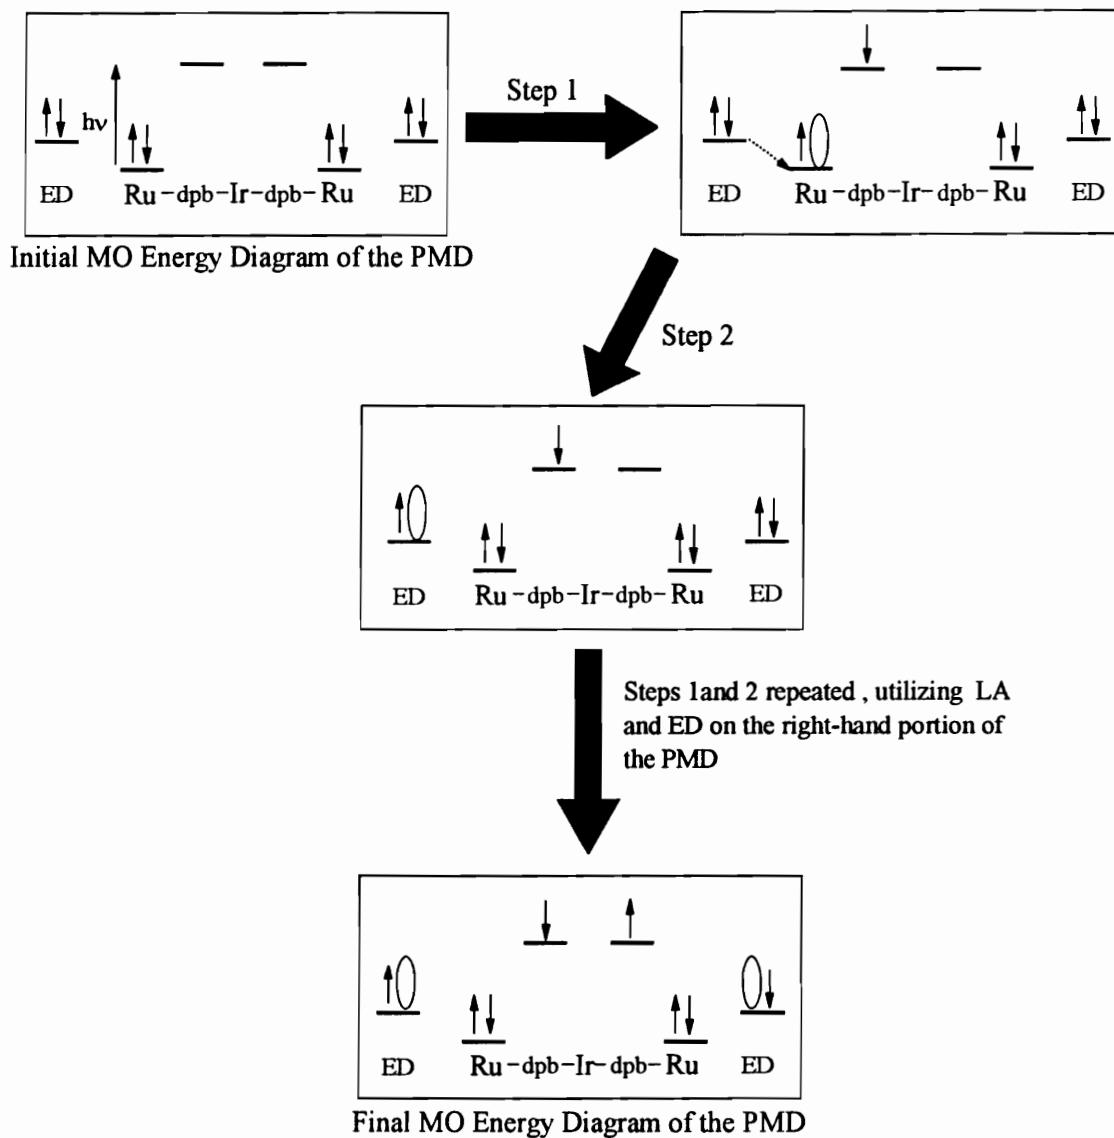 hν
ED
Ru-dpb-Ir-dpb-Ru
ED
Initial MO Energy Diagram of the PMD
Step 1
ED
Ru-dpb-Ir-dpb-Ru
ED
Step 2
ED
Ru-dpb-Ir-dpb-Ru
ED
Steps 1and 2 repeated , utilizing LA
and ED on the right-hand portion of
the PMD
ED
Ru-dpb-Ir-dpb-Ru
ED
Final MO Energy Diagram of the PMD